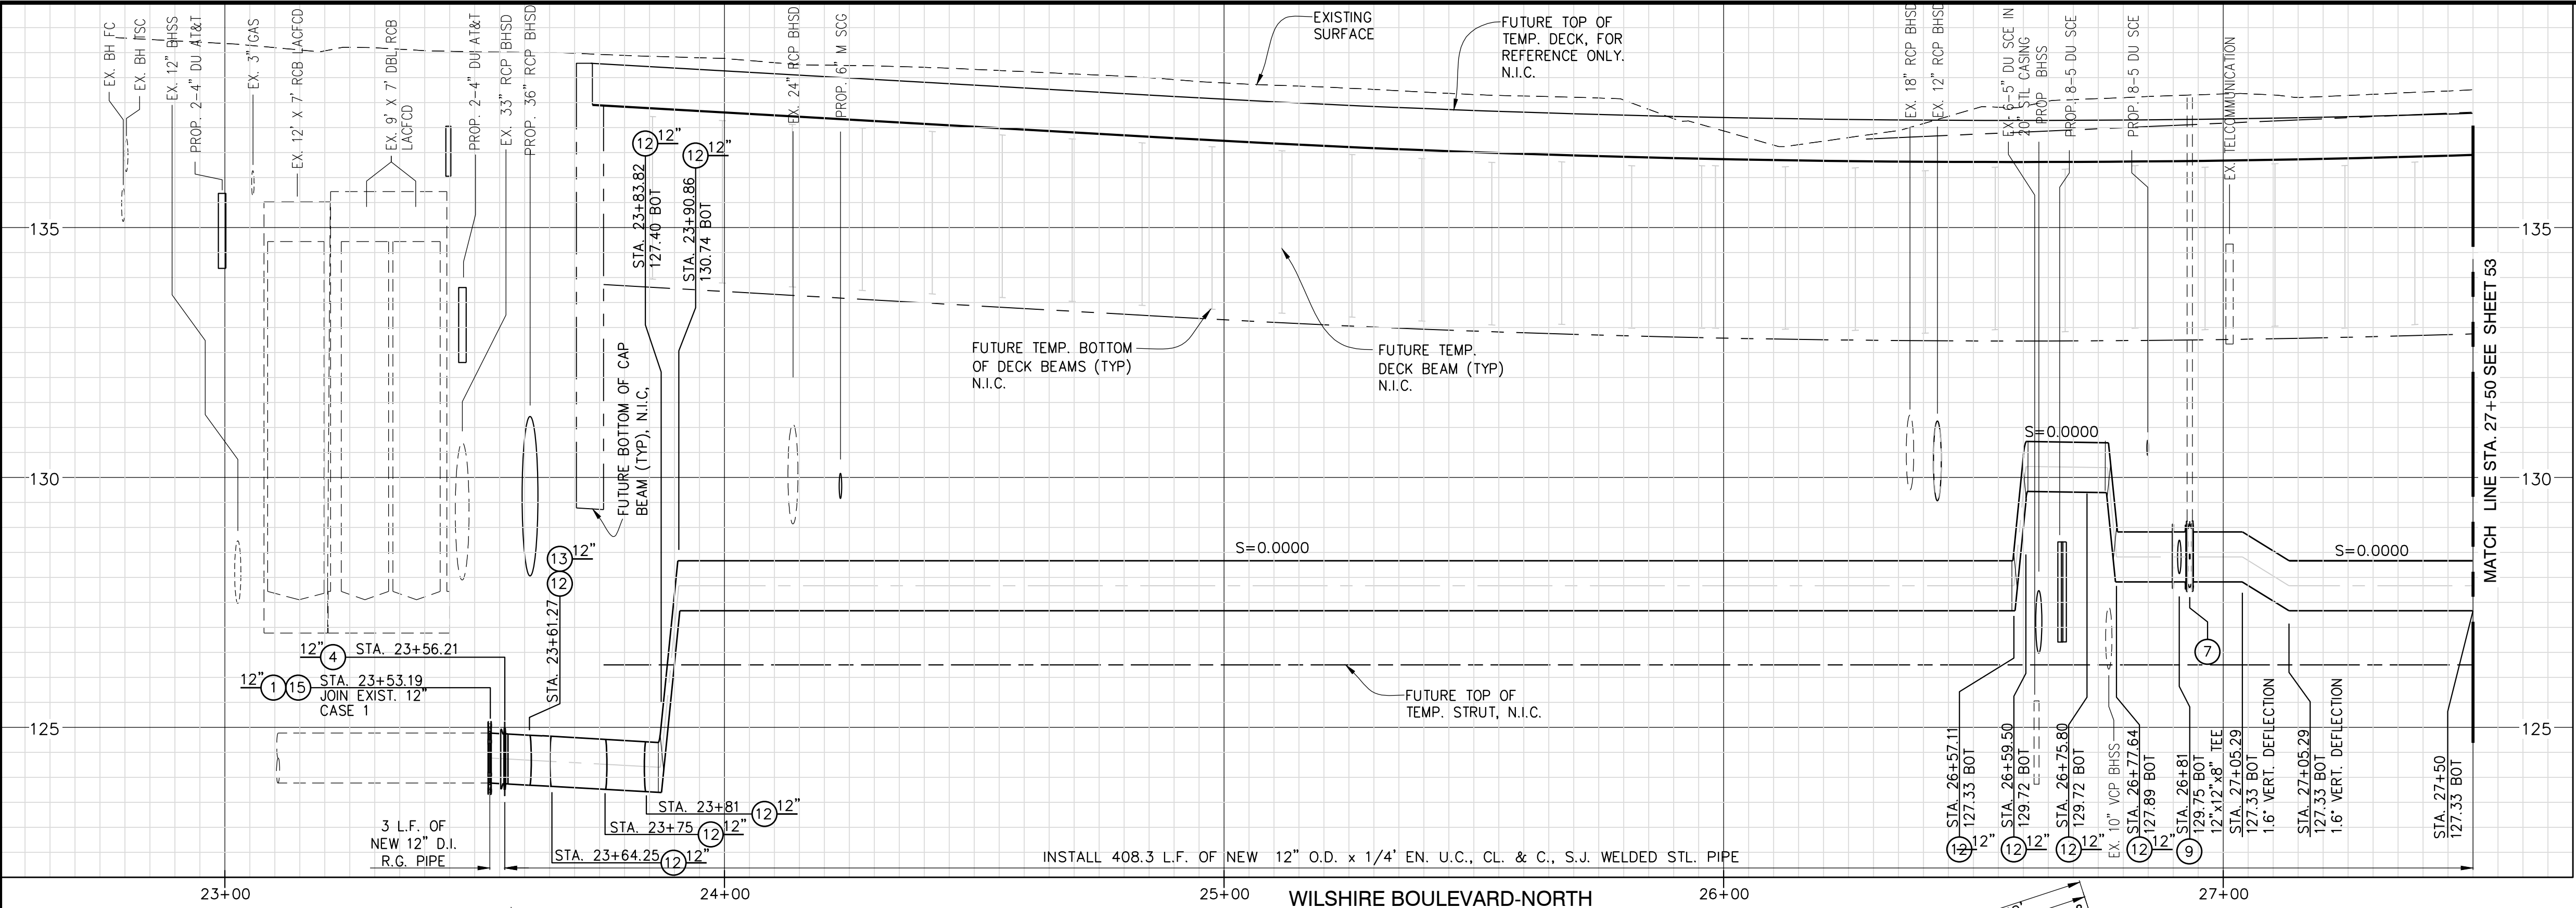 EX. BH FC
EX. BH TSC
EX. 12" BHSS
PROP. 2-4" DU AT&T
EX. 3" GAS
EX. 12' X 7' RCB LACFCD
EX. 9' X 7' DBL RCB
LACFCD
PROP. 2-4" DU AT&T
EX. 33" RCP BHSD
PROP. 36" RCP BHSD
EX. 24" RCP BHSD
PROP. 6" M SCG
EXISTING
SURFACE
FUTURE TOP OF
TEMP. DECK, FOR
REFERENCE ONLY.
N.I.C.
EX. 18" RCP BHSD
EX. 12" RCP BHSD
EX. 6-5" DU SCE IN
20" STL CASING
PROP BHSS
PROP. 8-5 DU SCE
PROP. 8-5 DU SCE
EX. TELCOMMUNICATION
12 12"
STA. 23+83.82
127.40 BOT
12 12"
STA. 23+90.86
130.74 BOT
135
135
130
130
125
125
FUTURE TEMP. BOTTOM
OF DECK BEAMS (TYP)
N.I.C.
FUTURE TEMP.
DECK BEAM (TYP)
N.I.C.
FUTURE BOTTOM OF CAP
BEAM (TYP), N.I.C,
MATCH LINE STA. 27+50 SEE SHEET 53
S=0.0000
S=0.0000
S=0.0000
13 12"
12
STA. 23+61.27
12" 4 STA. 23+56.21
12" 1 15 STA. 23+53.19
JOIN EXIST. 12"
CASE 1
FUTURE TOP OF
TEMP. STRUT, N.I.C.
7
3 L.F. OF
NEW 12" D.I.
R.G. PIPE
STA. 23+81 12 12"
STA. 23+75 12 12"
STA. 23+64.25 12 12"
INSTALL 408.3 L.F. OF NEW 12" O.D. x 1/4' EN. U.C., CL. & C., S.J. WELDED STL. PIPE
STA. 26+57.11
127.33 BOT
12 12"
STA. 26+59.50
129.72 BOT
12 12"
STA. 26+75.80
129.72 BOT
12 12"
EX. 10" VCP BHSS
STA. 26+77.64
127.89 BOT
12 12"
STA. 26+81
129.75 BOT
12"x12"x8" TEE
9
STA. 27+05.29
127.33 BOT
1.6° VERT. DEFLECTION
STA. 27+05.29
127.33 BOT
1.6° VERT. DEFLECTION
STA. 27+50
127.33 BOT
23+00
24+00
25+00
26+00
27+00
WILSHIRE BOULEVARD-NORTH